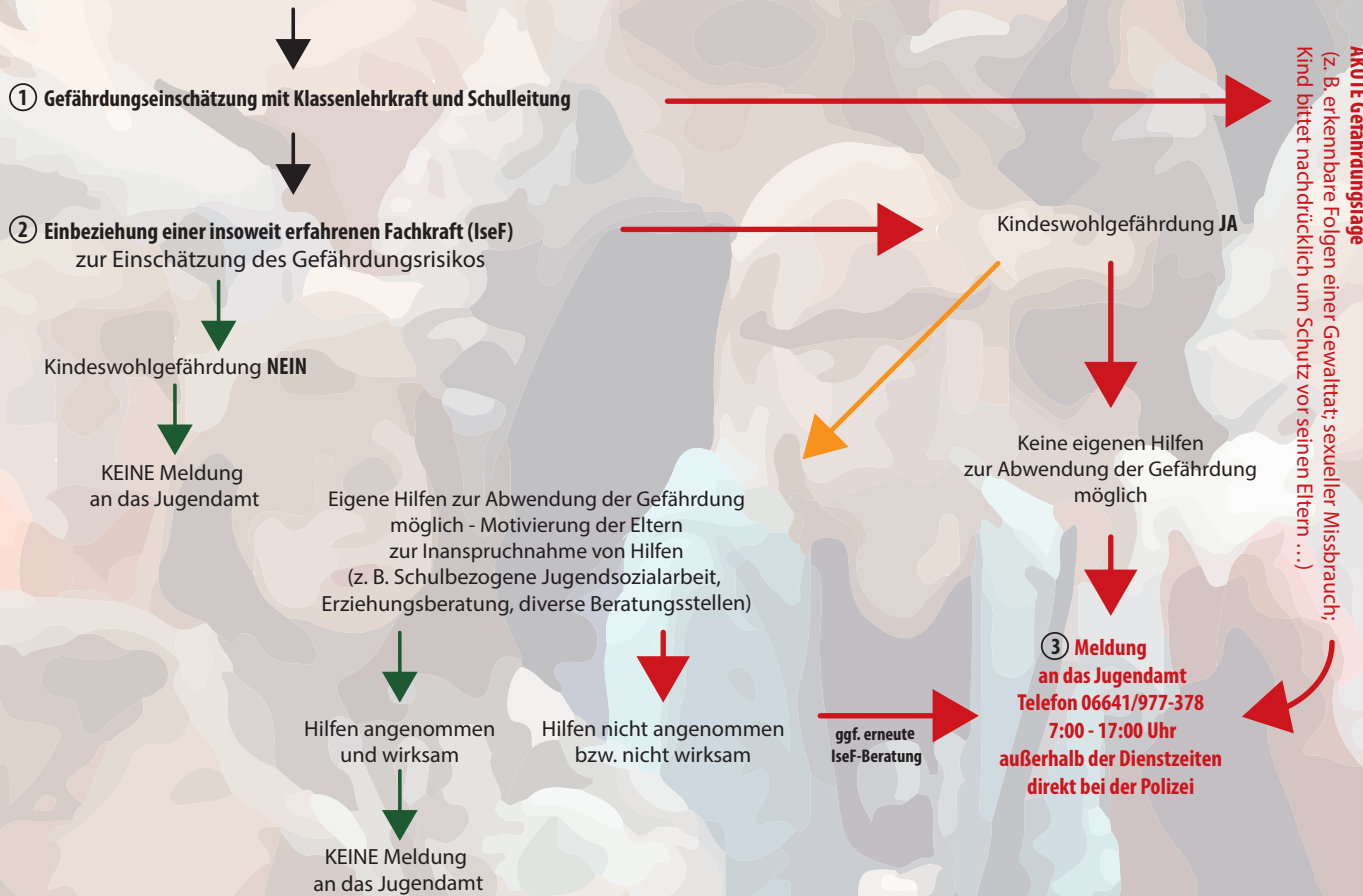 ① Gefährdungseinschätzung mit Klassenlehrkraft und Schulleitung
AKUTE Gefährdungslage
(z. B. erkennbare Folgen einer Gewalttat; sexueller Missbrauch;
Kind bittet nachdrücklich um Schutz vor seinen Eltern …)
② Einbeziehung einer insoweit erfahrenen Fachkraft (IseF)
zur Einschätzung des Gefährdungsrisikos
Kindeswohlgefährdung JA
Kindeswohlgefährdung NEIN
KEINE Meldung
an das Jugendamt
Keine eigenen Hilfen
zur Abwendung der Gefährdung
möglich
Eigene Hilfen zur Abwendung der Gefährdung
möglich - Motivierung der Eltern
zur Inanspruchnahme von Hilfen
(z. B. Schulbezogene Jugendsozialarbeit,
Erziehungsberatung, diverse Beratungsstellen)
Hilfen angenommen
und wirksam
Hilfen nicht angenommen
bzw. nicht wirksam
ggf. erneute
IseF-Beratung
③ Meldung
an das Jugendamt
Telefon 06641/977-378
7:00 - 17:00 Uhr
außerhalb der Dienstzeiten
direkt bei der Polizei
KEINE Meldung
an das Jugendamt